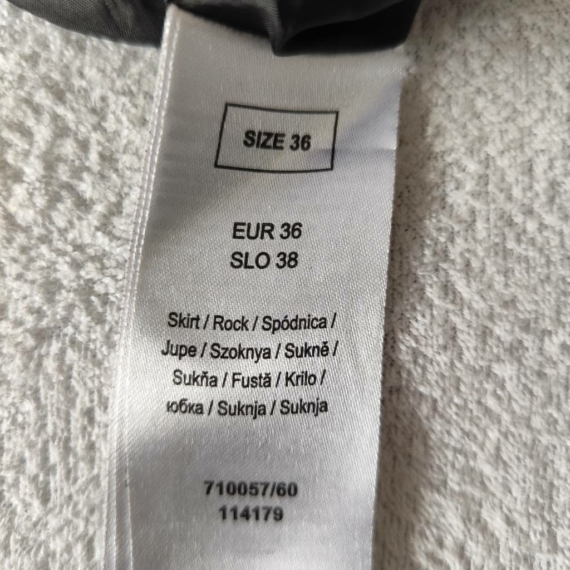 SIZE 36
EUR 36
SLO 38
Skirt / Rock / Spódnica /
Jupe / Szoknya / Sukně /
Sukňa / Fustă / Krilo /
юбка / Suknja / Suknja
710057/60
114179